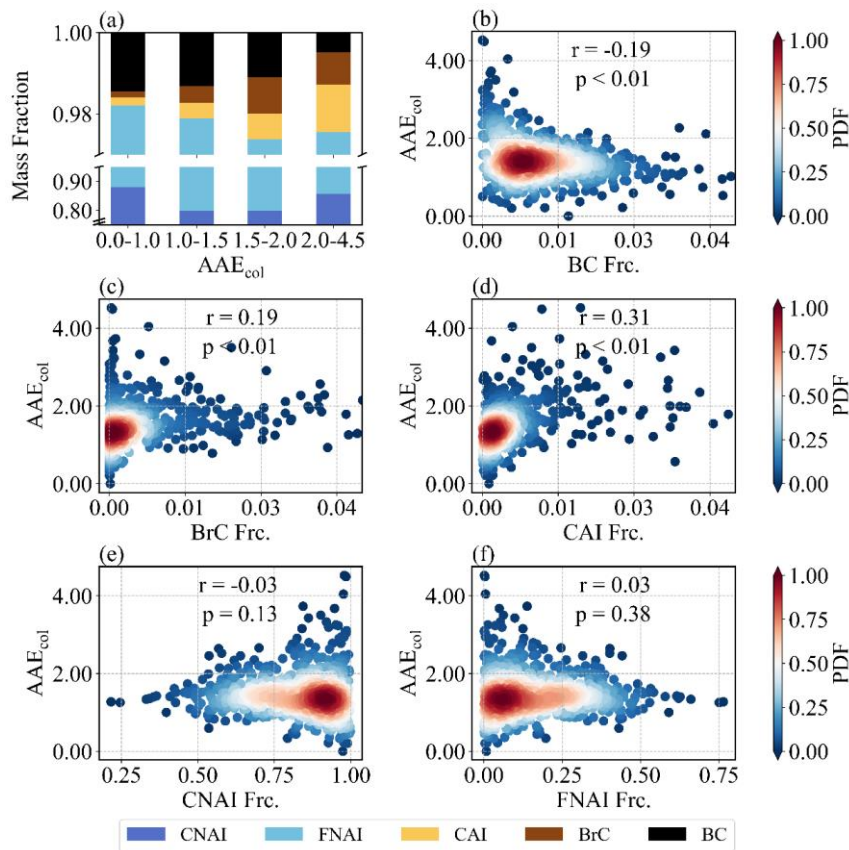 (a)
1.00
0.98
0.90
0.80
Mass Fraction
0.0-1.0 1.0-1.5 1.5-2.0 2.0-4.5
AAEcol
(b)
r = -0.19
p < 0.01
4.00
2.00
0.00
AAEcol
0.00 0.01 0.03 0.04
BC Frc.
1.00
0.75
0.50
0.25
0.00
PDF
(c)
r = 0.19
p < 0.01
4.00
2.00
0.00
AAEcol
0.00 0.01 0.03 0.04
BrC Frc.
(d)
r = 0.31
p < 0.01
4.00
2.00
0.00
AAEcol
0.00 0.01 0.03 0.04
CAI Frc.
1.00
0.75
0.50
0.25
0.00
PDF
(e)
r = -0.03
p = 0.13
4.00
2.00
0.00
AAEcol
0.25 0.50 0.75 1.00
CNAI Frc.
(f)
r = 0.03
p = 0.38
4.00
2.00
0.00
AAEcol
0.00 0.25 0.50 0.75
FNAI Frc.
1.00
0.75
0.50
0.25
0.00
PDF
CNAI FNAI CAI BrC BC